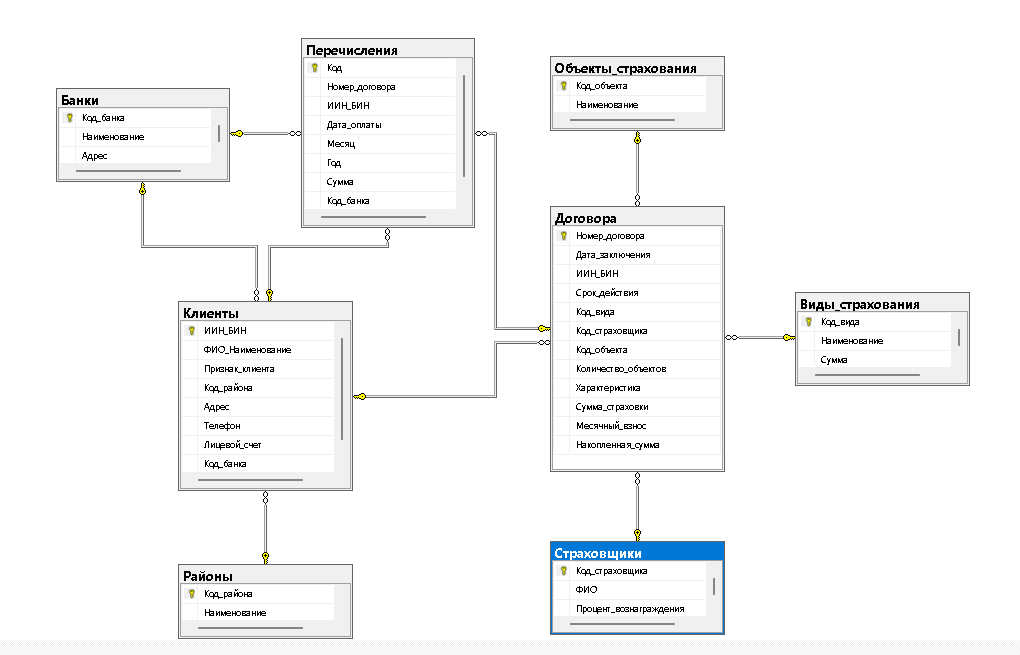 Перечисления
Код
Номер_договора
ИИН_БИН
Дата_оплаты
Месяц
Год
Сумма
Код_банка
Объекты_страхования
Код_объекта
Наименование
Банки
Код_банка
Наименование
Адрес
Договора
Номер_договора
Дата_заключения
ИИН_БИН
Срок_действия
Код_вида
Код_страховщика
Код_объекта
Количество_объектов
Характеристика
Сумма_страховки
Месячный_взнос
Накопленная_сумма
Виды_страхования
Код_вида
Наименование
Сумма
Клиенты
ИИН_БИН
ФИО_Наименование
Признак_клиента
Код_района
Адрес
Телефон
Лицевой_счет
Код_банка
Районы
Код_района
Наименование
Страховщики
Код_страховщика
ФИО
Процент_вознаграждения